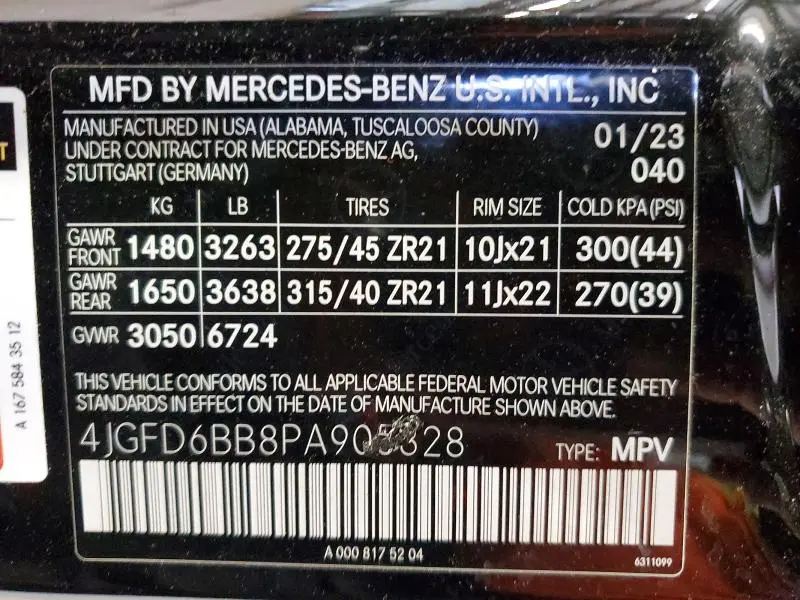 MFD BY MERCEDES-BENZ U.S. INTL., INC
MANUFACTURED IN USA (ALABAMA, TUSCALOOSA COUNTY) 01/23
UNDER CONTRACT FOR MERCEDES-BENZ AG,
STUTTGART (GERMANY) 040
KG LB TIRES RIM SIZE COLD KPA (PSI)
GAWR FRONT 1480 3263 275/45 ZR21 10Jx21 300(44)
GAWR REAR 1650 3638 315/40 ZR21 11Jx22 270(39)
GVWR 3050 6724
THIS VEHICLE CONFORMS TO ALL APPLICABLE FEDERAL MOTOR VEHICLE SAFETY
STANDARDS IN EFFECT ON THE DATE OF MANUFACTURE SHOWN ABOVE.
TYPE: MPV
A 000 817 52 04
6311099
A 167 584 35 12